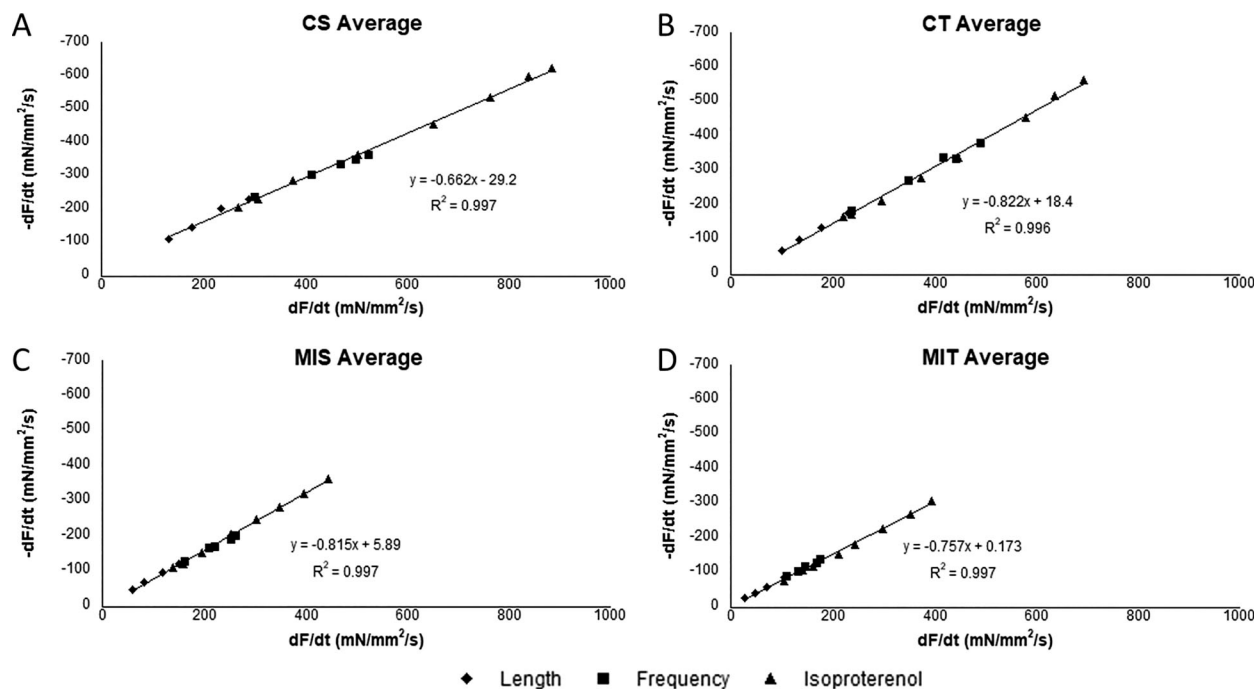 A
CS Average
-700
-600
-500
-400
-300
-200
-100
0
-dF/dt (mN/mm²/s)
y = -0.662x - 29.2
R² = 0.997
200
400
600
800
1000
dF/dt (mN/mm²/s)
B
CT Average
-700
-600
-500
-400
-300
-200
-100
0
-dF/dt (mN/mm²/s)
y = -0.822x + 18.4
R² = 0.996
0
200
400
600
800
1000
dF/dt (mN/mm²/s)
C
MIS Average
-700
-600
-500
-400
-300
-200
-100
0
-dF/dt (mN/mm²/s)
y = -0.815x + 5.89
R² = 0.997
0
200
400
600
800
1000
dF/dt (mN/mm²/s)
D
MIT Average
-700
-600
-500
-400
-300
-200
-100
0
-dF/dt (mN/mm²/s)
y = -0.757x + 0.173
R² = 0.997
0
200
400
600
800
1000
dF/dt (mN/mm²/s)
Length Frequency Isoproterenol